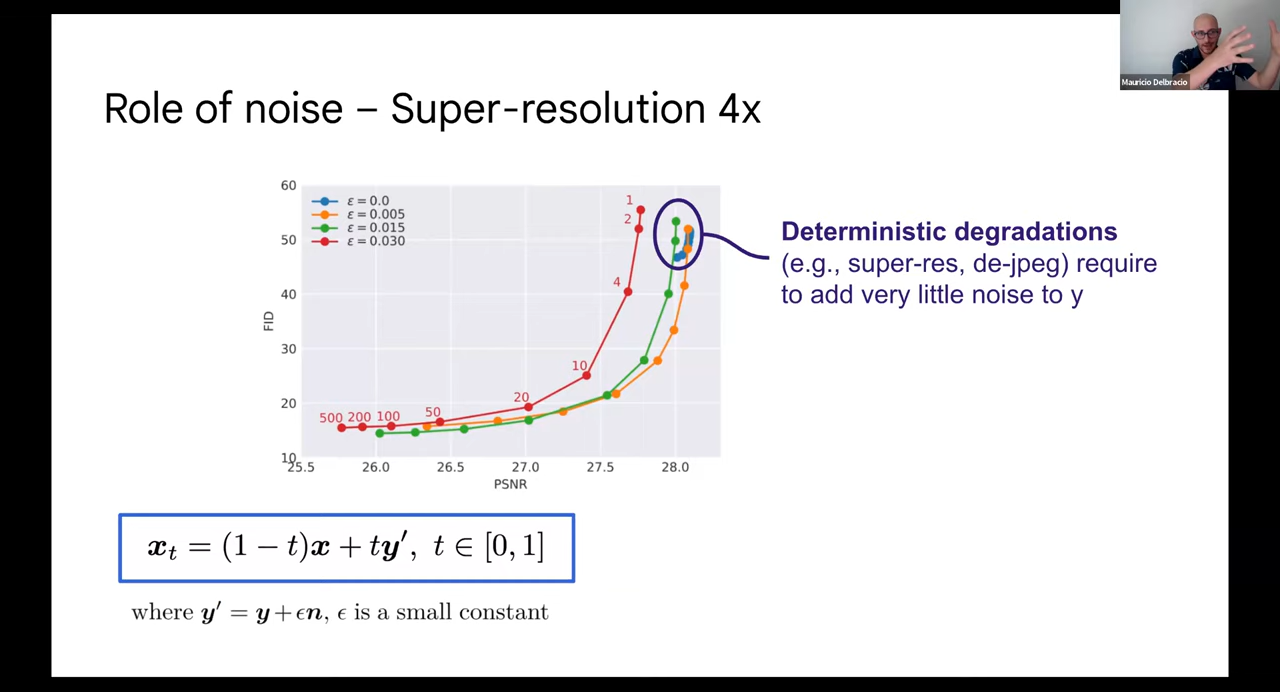 Mauricio Delbracio
Role of noise – Super-resolution 4x
60
50
40
30
20
10
FID
ε = 0.0
ε = 0.005
ε = 0.015
ε = 0.030
1
2
4
10
20
50
500 200 100
25.5 26.0 26.5 27.0 27.5 28.0
PSNR
Deterministic degradations
(e.g., super-res, de-jpeg) require
to add very little noise to y
xₜ = (1 − t)x + ty′, t ∈ [0, 1]
where y′ = y + ϵn, ϵ is a small constant